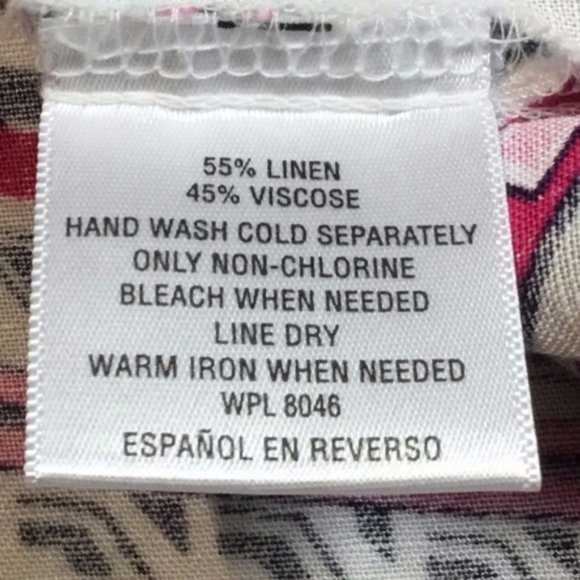 55% LINEN
45% VISCOSE
HAND WASH COLD SEPARATELY
ONLY NON-CHLORINE
BLEACH WHEN NEEDED
LINE DRY
WARM IRON WHEN NEEDED
WPL 8046
ESPAÑOL EN REVERSO